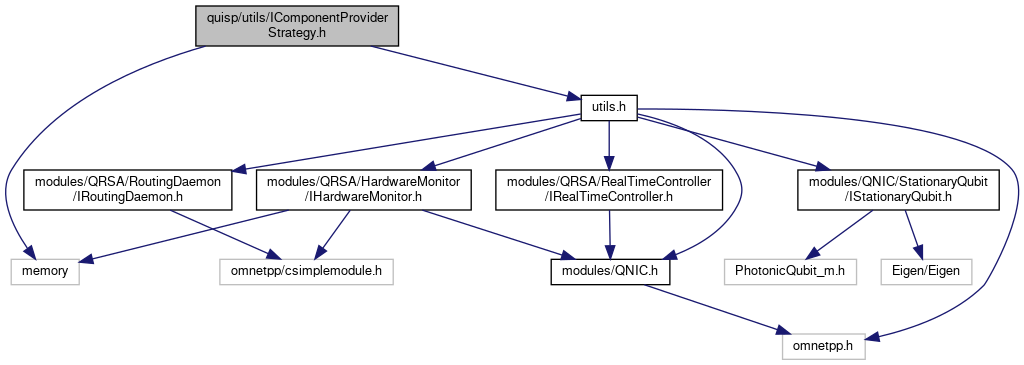 quisp/utils/IComponentProvider
Strategy.h
utils.h
modules/QRSA/RoutingDaemon
/IRoutingDaemon.h
modules/QRSA/HardwareMonitor
/IHardwareMonitor.h
modules/QRSA/RealTimeController
/IRealTimeController.h
modules/QNIC/StationaryQubit
/IStationaryQubit.h
memory
omnetpp/csimplemodule.h
modules/QNIC.h
PhotonicQubit_m.h
Eigen/Eigen
omnetpp.h